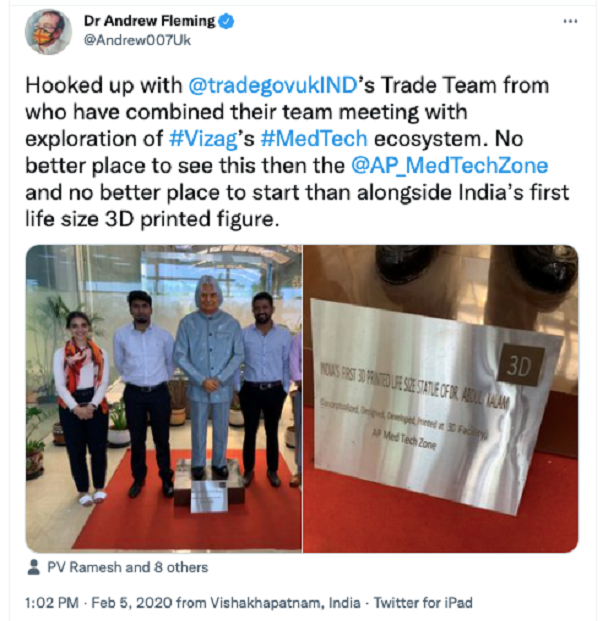 Dr Andrew Fleming
@Andrew007Uk
Hooked up with @tradegovukIND's Trade Team from
who have combined their team meeting with
exploration of #Vizag's #MedTech ecosystem. No
better place to see this then the @AP_MedTechZone
and no better place to start than alongside India's first
life size 3D printed figure.
3D
INDIA'S FIRST 3D PRINTED LIFE SIZE STATUE OF DR. ABDUL KALAM
Conceptualized, Designed, Developed, Printed at 3D Facility,
AP Med Tech Zone
PV Ramesh and 8 others
1:02 PM · Feb 5, 2020 from Vishakhapatnam, India · Twitter for iPad